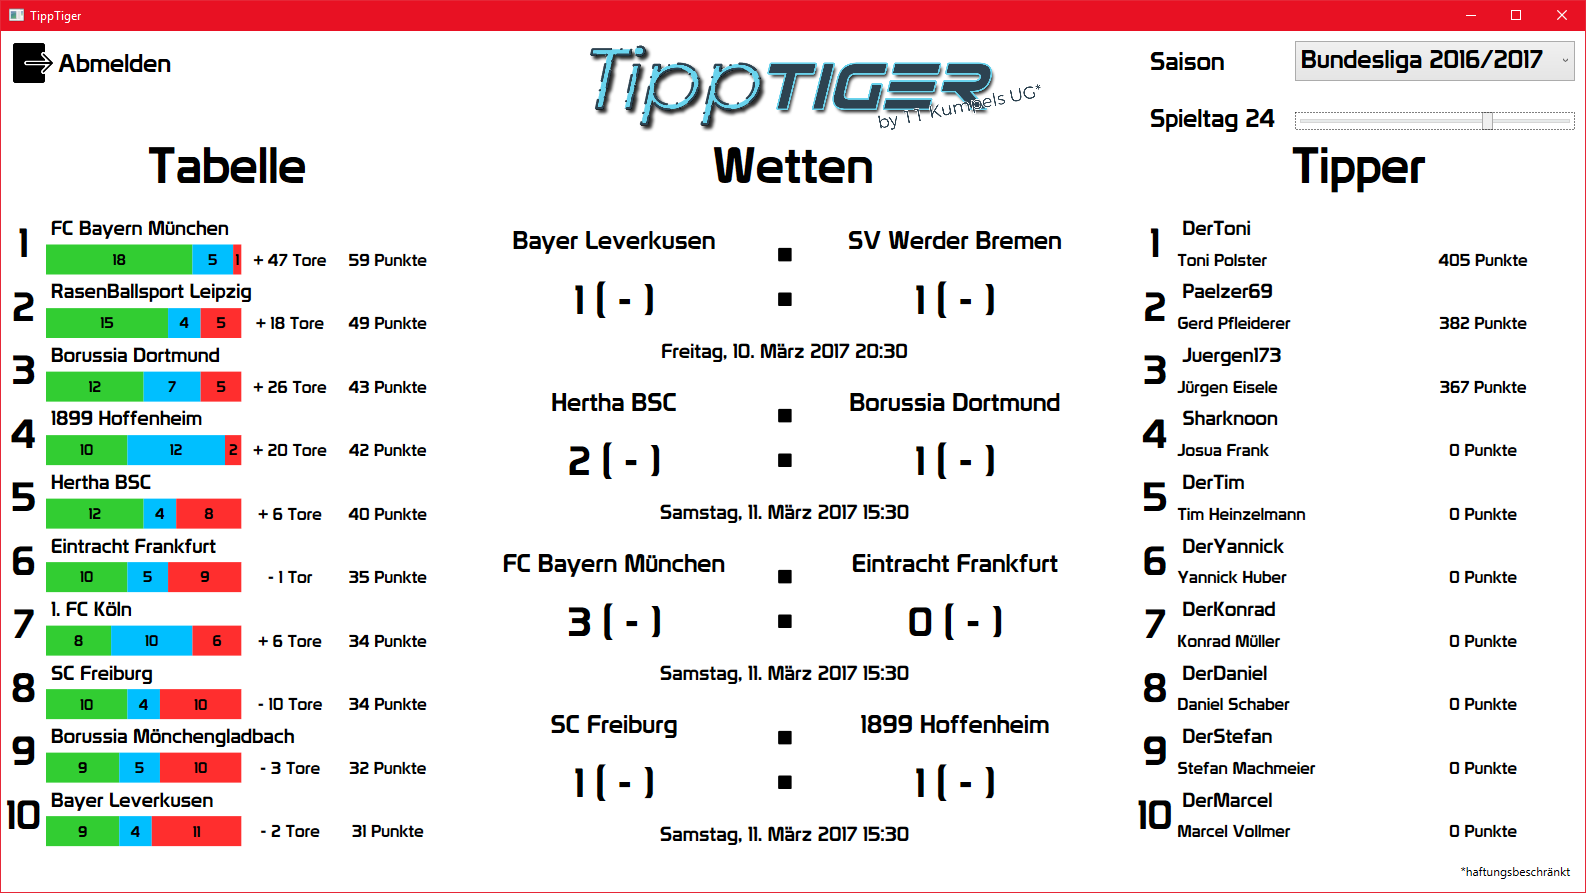 TippTiger
Abmelden
TippTIGER
by TT Kumpels UG*
Saison
Bundesliga 2016/2017
Spieltag 24
Tabelle
1
FC Bayern München
18 5 1 + 47 Tore 59 Punkte
2
RasenBallsport Leipzig
15 4 5 + 18 Tore 49 Punkte
3
Borussia Dortmund
12 7 5 + 26 Tore 43 Punkte
4
1899 Hoffenheim
10 12 2 + 20 Tore 42 Punkte
5
Hertha BSC
12 4 8 + 6 Tore 40 Punkte
6
Eintracht Frankfurt
10 5 9 - 1 Tor 35 Punkte
7
1. FC Köln
8 10 6 + 6 Tore 34 Punkte
8
SC Freiburg
10 4 10 - 10 Tore 34 Punkte
9
Borussia Mönchengladbach
9 5 10 - 3 Tore 32 Punkte
10
Bayer Leverkusen
9 4 11 - 2 Tore 31 Punkte
Wetten
Bayer Leverkusen : SV Werder Bremen
1 ( - ) : 1 ( - )
Freitag, 10. März 2017 20:30
Hertha BSC : Borussia Dortmund
2 ( - ) : 1 ( - )
Samstag, 11. März 2017 15:30
FC Bayern München : Eintracht Frankfurt
3 ( - ) : 0 ( - )
Samstag, 11. März 2017 15:30
SC Freiburg : 1899 Hoffenheim
1 ( - ) : 1 ( - )
Samstag, 11. März 2017 15:30
Tipper
1
DerToni
Toni Polster 405 Punkte
2
Paelzer69
Gerd Pfleiderer 382 Punkte
3
Juergen173
Jürgen Eisele 367 Punkte
4
Sharknoon
Josua Frank 0 Punkte
5
DerTim
Tim Heinzelmann 0 Punkte
6
DerYannick
Yannick Huber 0 Punkte
7
DerKonrad
Konrad Müller 0 Punkte
8
DerDaniel
Daniel Schaber 0 Punkte
9
DerStefan
Stefan Machmeier 0 Punkte
10
DerMarcel
Marcel Vollmer 0 Punkte
*haftungsbeschränkt